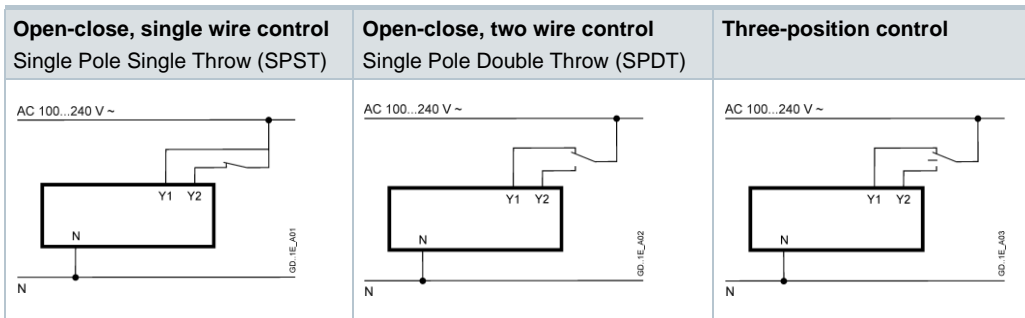 Open-close, single wire control
Single Pole Single Throw (SPST)
Open-close, two wire control
Single Pole Double Throw (SPDT)
Three-position control
AC 100...240 V ~
Y1 Y2
N
GD..1E_A01
N
AC 100...240 V ~
Y1 Y2
N
GD..1E_A02
N
AC 100...240 V ~
Y1 Y2
N
GD..1E_A03
N